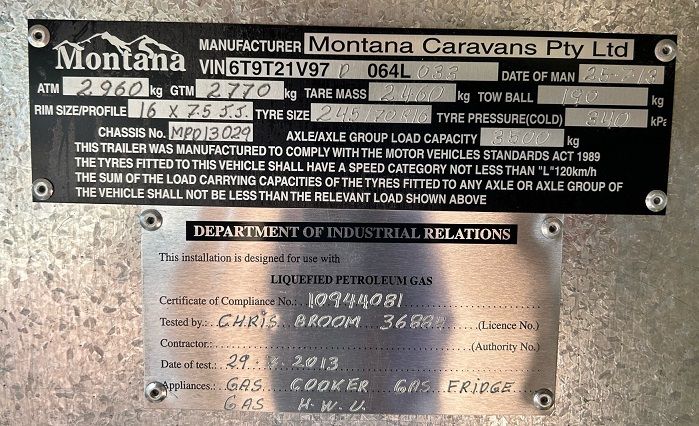 Montana
MANUFACTURER Montana Caravans Pty Ltd
VIN 6T9T21V97 D 064L 033 DATE OF MAN
ATM 2960 kg GTM 2770 kg TARE MASS 2460 kg TOW BALL 190 kg
RIM SIZE/PROFILE 16 X 7.5 J.J. TYRE SIZE 245/70R16 TYRE PRESSURE(COLD) kPa
CHASSIS No. MPD13029 AXLE/AXLE GROUP LOAD CAPACITY 3500 kg
THIS TRAILER WAS MANUFACTURED TO COMPLY WITH THE MOTOR VEHICLES STANDARDS ACT 1989
THE TYRES FITTED TO THIS VEHICLE SHALL HAVE A SPEED CATEGORY NOT LESS THAN "L"120km/h
THE SUM OF THE LOAD CARRYING CAPACITIES OF THE TYRES FITTED TO ANY AXLE OR AXLE GROUP OF
THE VEHICLE SHALL NOT BE LESS THAN THE RELEVANT LOAD SHOWN ABOVE
DEPARTMENT OF INDUSTRIAL RELATIONS
This installation is designed for use with
LIQUEFIED PETROLEUM GAS
Certificate of Compliance No.: 10944081
Tested by: CHRIS BROOM (Licence No.)
Contractor: (Authority No.)
Date of test: 29 2013
Appliances: GAS COOKER GAS FRIDGE
GAS H.W.U.